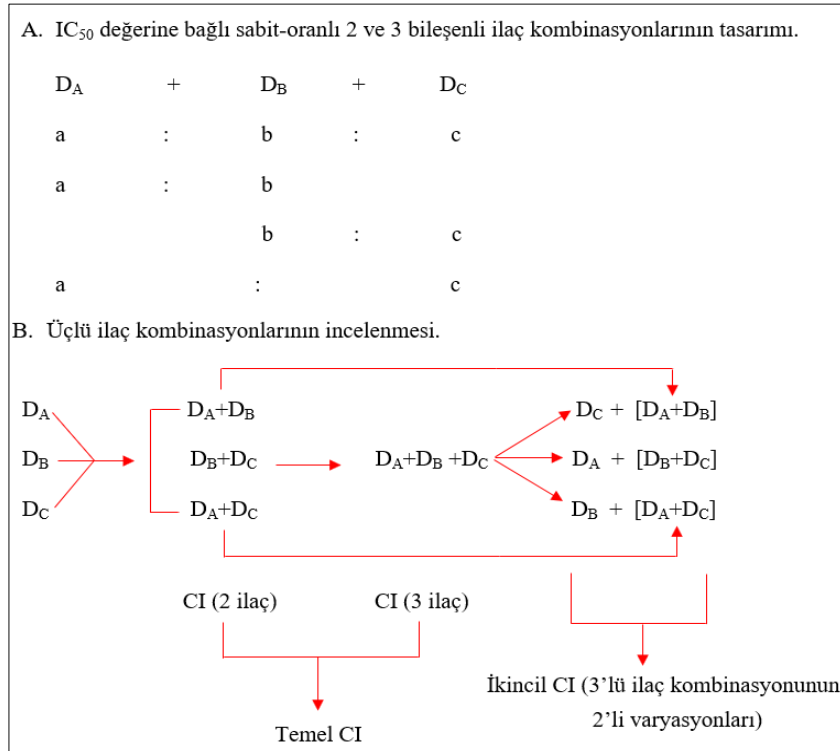 A. IC50 değerine bağlı sabit-oranlı 2 ve 3 bileşenli ilaç kombinasyonlarının tasarımı.
DA + DB + DC
a : b : c
a : b
b : c
a : c
B. Üçlü ilaç kombinasyonlarının incelenmesi.
DA DA+DB DC + [DA+DB]
DB DB+DC DA+DB +DC DA + [DB+DC]
DC DA+DC DB + [DA+DC]
CI (2 ilaç) CI (3 ilaç)
İkincil CI (3’lü ilaç kombinasyonunun
2’li varyasyonları)
Temel CI